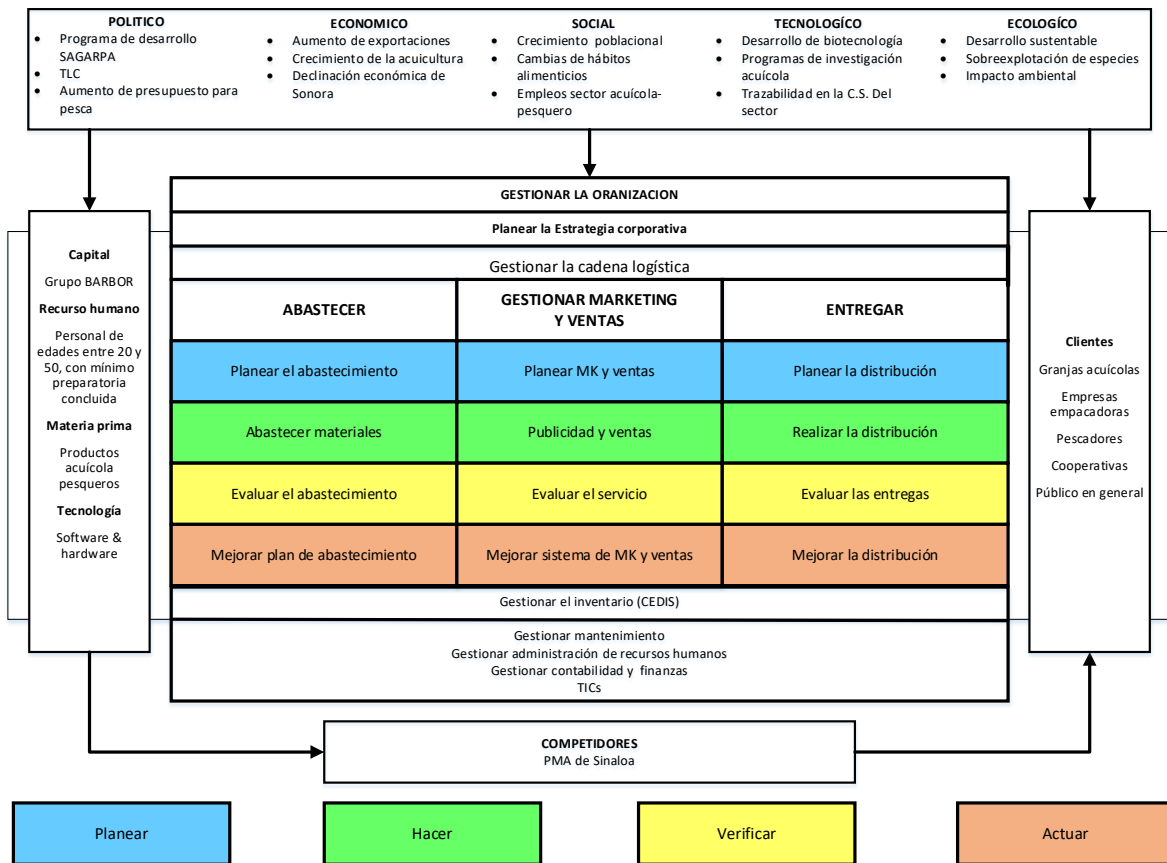 POLITICO
• Programa de desarrollo
SAGARPA
• TLC
• Aumento de presupuesto para
pesca
ECONOMICO
• Aumento de exportaciones
• Crecimiento de la acuicultura
• Declinación económica de
Sonora
SOCIAL
• Crecimiento poblacional
• Cambias de hábitos
alimenticios
• Empleos sector acuícola-
pesquero
TECNOLOGÍCO
• Desarrollo de biotecnología
• Programas de investigación
acuícola
• Trazabilidad en la C.S. Del
sector
ECOLOGÍCO
• Desarrollo sustentable
• Sobreexplotación de especies
• Impacto ambiental
Capital
Grupo BARBOR
Recurso humano
Personal de
edades entre 20 y
50, con mínimo
preparatoria
concluida
Materia prima
Productos
acuícola
pesqueros
Tecnología
Software &
hardware
GESTIONAR LA ORANIZACION
Planear la Estrategia corporativa
Gestionar la cadena logística
ABASTECER
GESTIONAR MARKETING
Y VENTAS
ENTREGAR
Planear el abastecimiento
Planear MK y ventas
Planear la distribución
Abastecer materiales
Publicidad y ventas
Realizar la distribución
Evaluar el abastecimiento
Evaluar el servicio
Evaluar las entregas
Mejorar plan de abastecimiento
Mejorar sistema de MK y ventas
Mejorar la distribución
Gestionar el inventario (CEDIS)
Gestionar mantenimiento
Gestionar administración de recursos humanos
Gestionar contabilidad y finanzas
TICs
Clientes
Granjas acuícolas
Empresas
empacadoras
Pescadores
Cooperativas
Público en general
COMPETIDORES
PMA de Sinaloa
Planear
Hacer
Verificar
Actuar